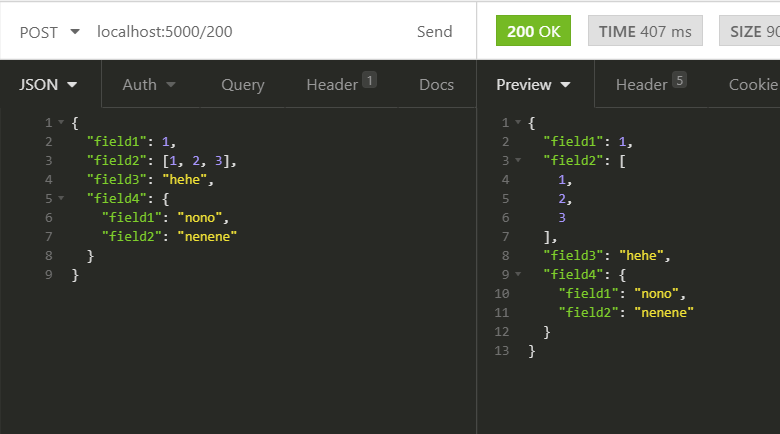 POST localhost:5000/200 Send 200 OK TIME 407 ms SIZE 90
JSON Auth Query Header 1 Docs Preview Header 5 Cookie
1 {
2 "field1": 1,
3 "field2": [1, 2, 3],
4 "field3": "hehe",
5 "field4": {
6 "field1": "nono",
7 "field2": "nenene"
8 }
9 }
1 {
2 "field1": 1,
3 "field2": [
4 1,
5 2,
6 3
7 ],
8 "field3": "hehe",
9 "field4": {
10 "field1": "nono",
11 "field2": "nenene"
12 }
13 }